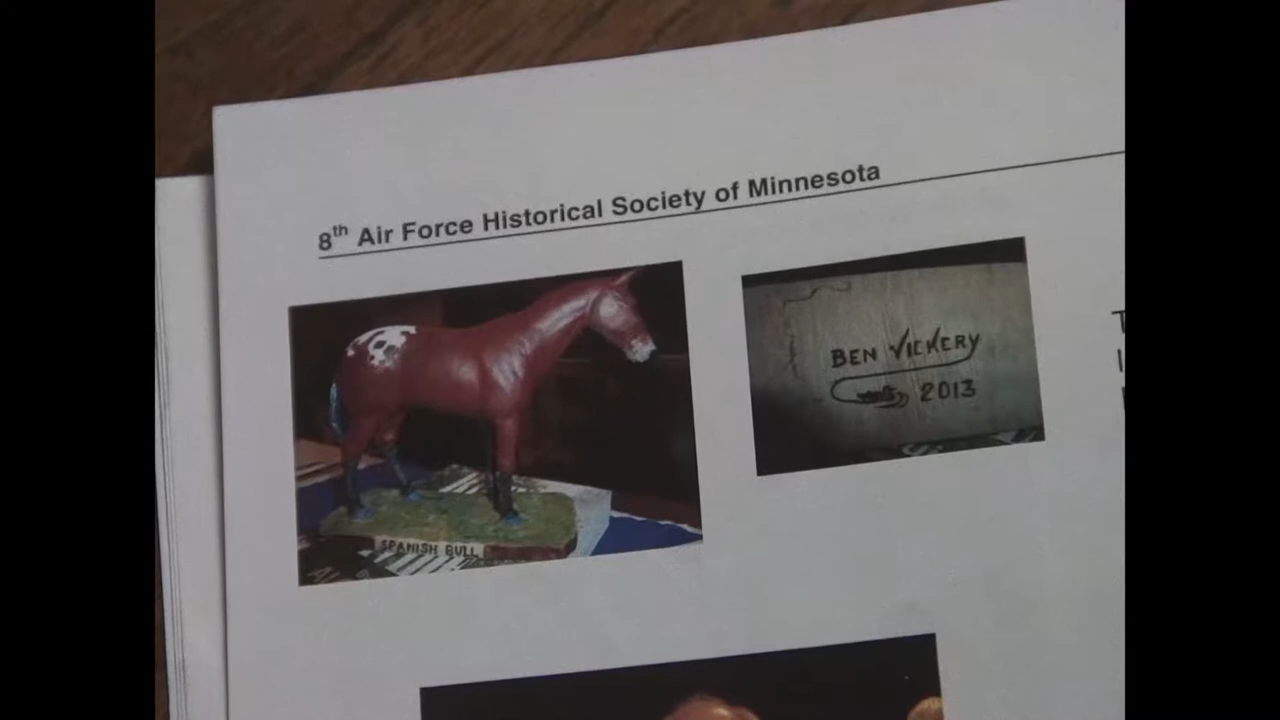 8th Air Force Historical Society of Minnesota
SPANISH BULL
BEN VICKERY
2013